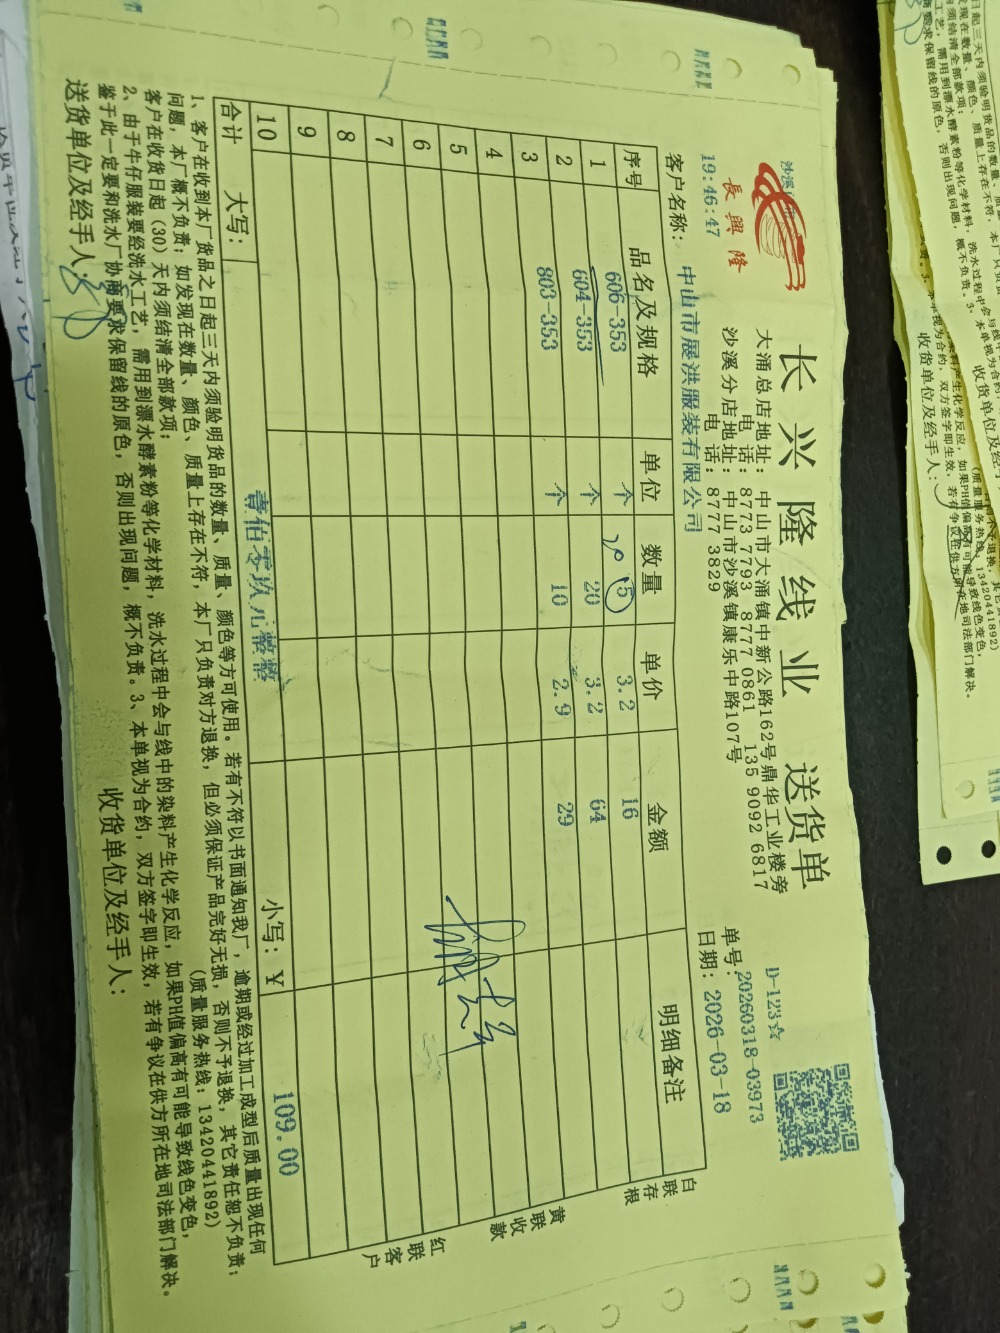 长兴隆线业 送货单
長興隆
大涌总店地址: 中山市大涌镇中新公路162号鼎华工业楼旁
电 话: 8773 7793 8777 0861 135 9092 6817
沙溪分店地址: 中山市沙溪镇康乐中路107号
电 话: 8777 3829
D-123☆
单号: 20260318-03973
日期: 2026-03-18
19:46:47
客户名称: 中山市展洪服装有限公司
序号 品名及规格 单位 数量 单价 金额 明细备注
1 606-353 个 5 3.2 16
2 604-353 个 20 3.2 64
3 803-353 个 10 2.9 29
4
5
6
7
8
9
10
合计 大写: 壹佰零玖元整 小写: ¥ 109.00
白联存根
黄联收款
红联客户
1、客户在收到本厂货品之日起三天内须验明货品的数量、质量、颜色等方可使用。若有不符以书面通知我厂，逾期或经过加工成型后质量出现任何
问题，本厂概不负责；如发现在数量、颜色、质量上存在不符，本厂只负责对方退换，但必须保证产品完好无损，否则不予退换，其它责任恕不负责；
客户在收货日起（30）天内须结清全部款项； (质量服务热线: 13420441892)
2、由于牛仔服装要经洗水工艺，需用到漂水酵素粉等化学材料，洗水过程中会与线中的染料产生化学反应，如果PH值偏高有可能导致线色变色，
鉴于此一定要和洗水厂协商要求保留线的原色，否则出现问题，概不负责。3、本单视为合约，双方签字即生效，若有争议在供方所在地司法部门解决。
送货单位及经手人: 收货单位及经手人: